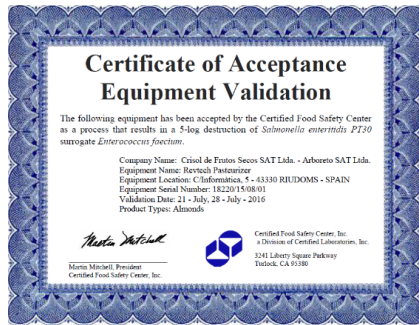 Certificate of Acceptance
Equipment Validation
The following equipment has been accepted by the Certified Food Safety Center
as a process that results in a 5-log destruction of Salmonella enteritidis PT30
surrogate Enterococcus faecium.
Company Name: Crisol de Frutos Secos SAT Ltda. - Arboreto SAT Ltda.
Equipment Name: Revtech Pasteurizer
Equipment Location: C/Informática, 5 - 43330 RIUDOMS - SPAIN
Equipment Serial Number: 18220/15/08/01
Validation Date: 21 - July, 28 - July - 2016
Product Types: Almonds
Martin Mitchell
Martin Mitchell, President
Certified Food Safety Center, Inc.
Certified Food Safety Center, Inc.
a Division of Certified Laboratories, Inc.
3241 Liberty Square Parkway
Turlock, CA 95380